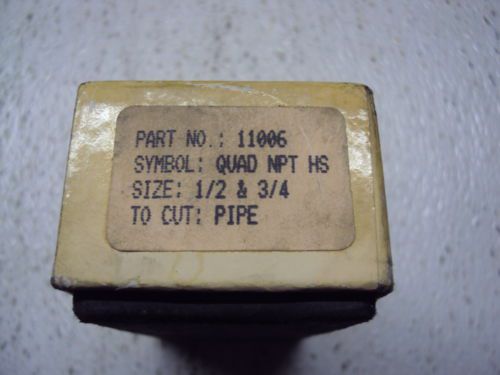 PART NO.: 11006
SYMBOL: QUAD NPT HS
SIZE: 1/2 & 3/4
TO CUT: PIPE